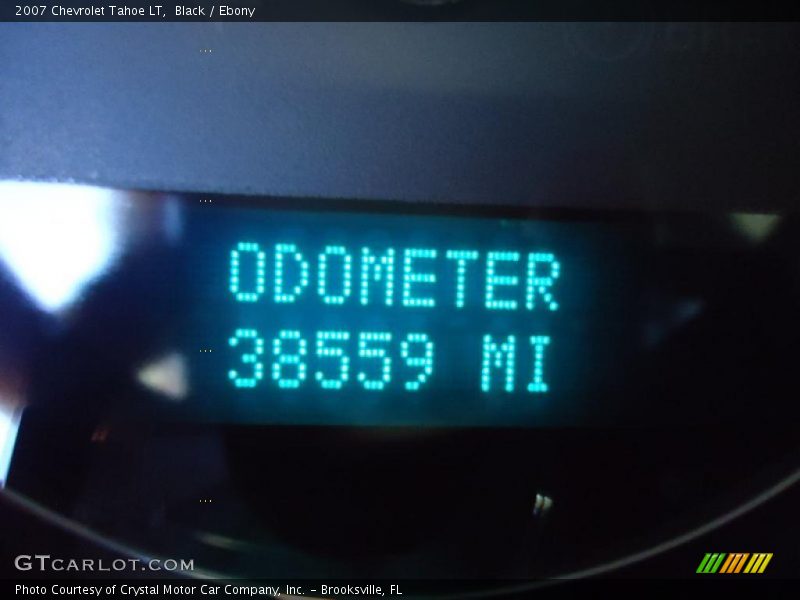 2007 Chevrolet Tahoe LT, Black / Ebony
ODOMETER
38559 MI
GTCARLOT.COM
Photo Courtesy of Crystal Motor Car Company, Inc. - Brooksville, FL